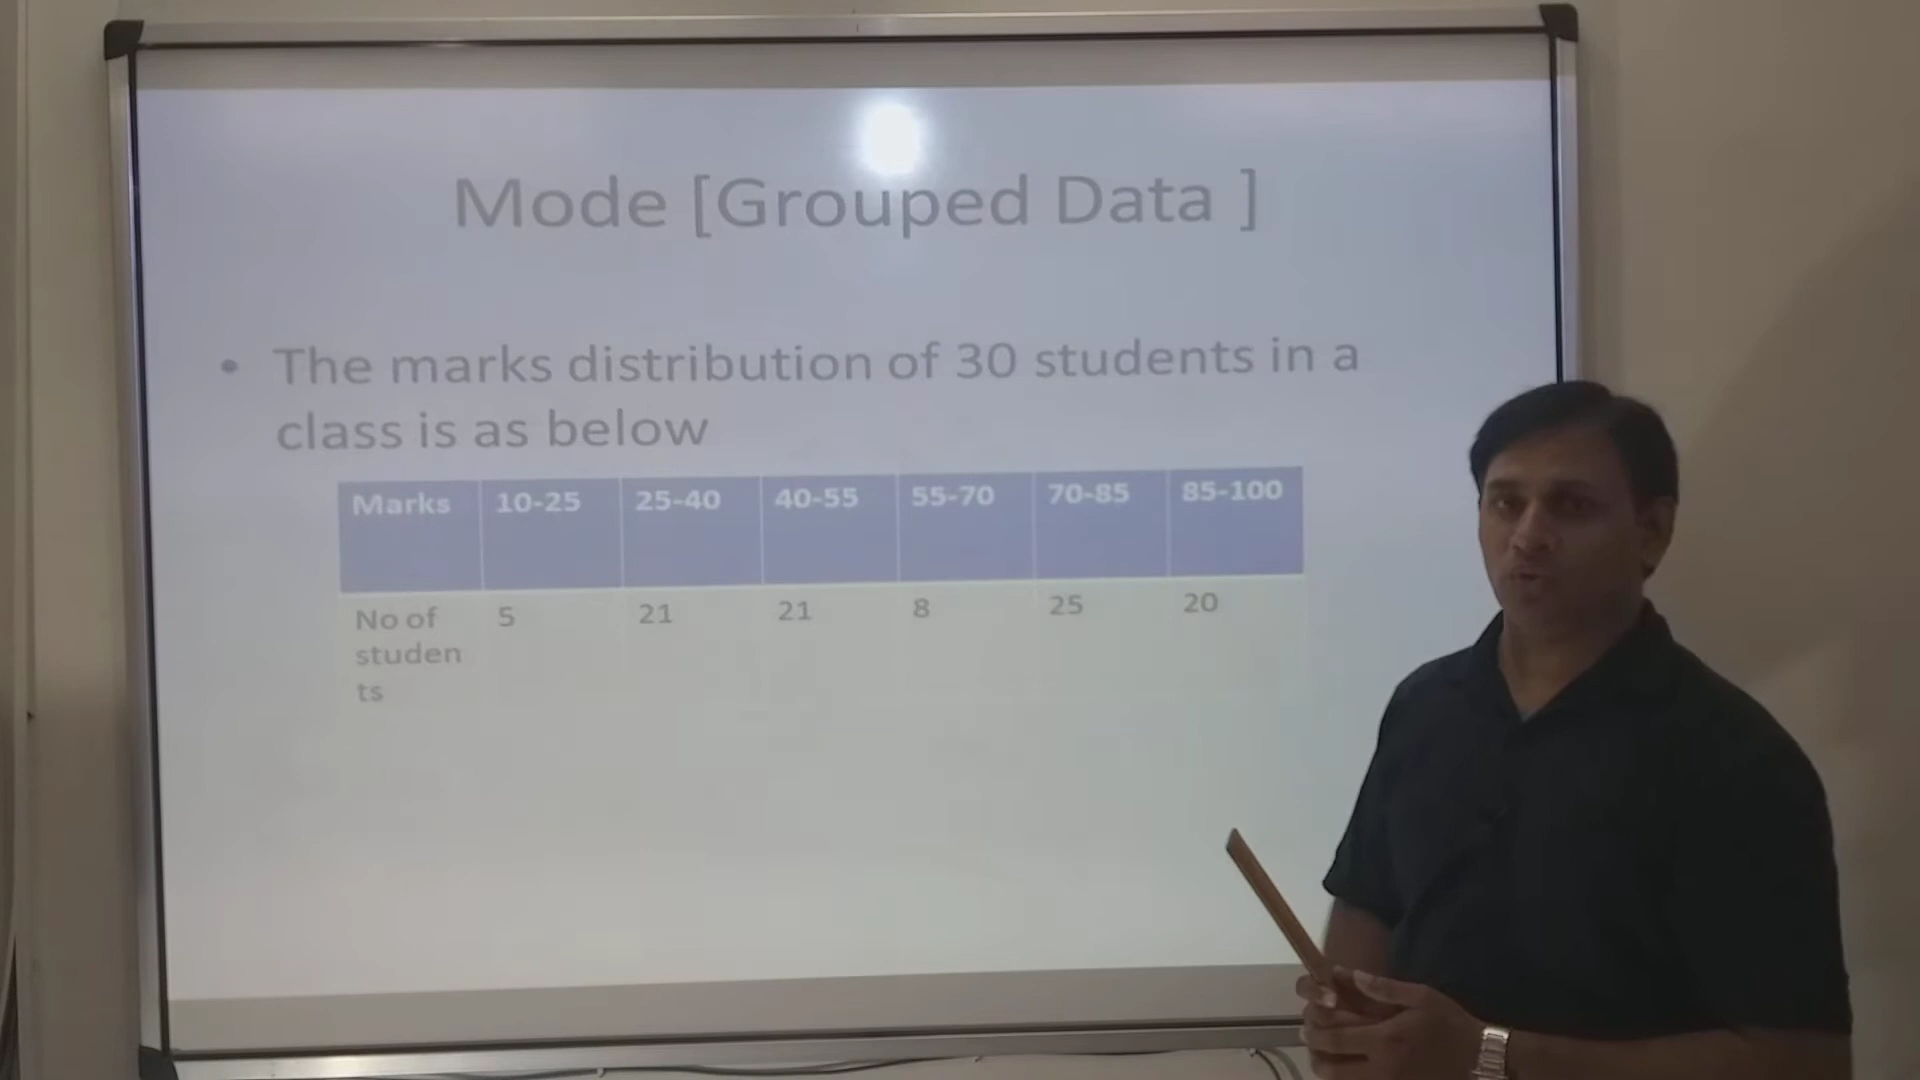 Mode [Grouped Data ]
• The marks distribution of 30 students in a
class is as below
Marks 10-25 25-40 40-55 55-70 70-85 85-100
No of 5 21 21 8 25 20
studen
ts